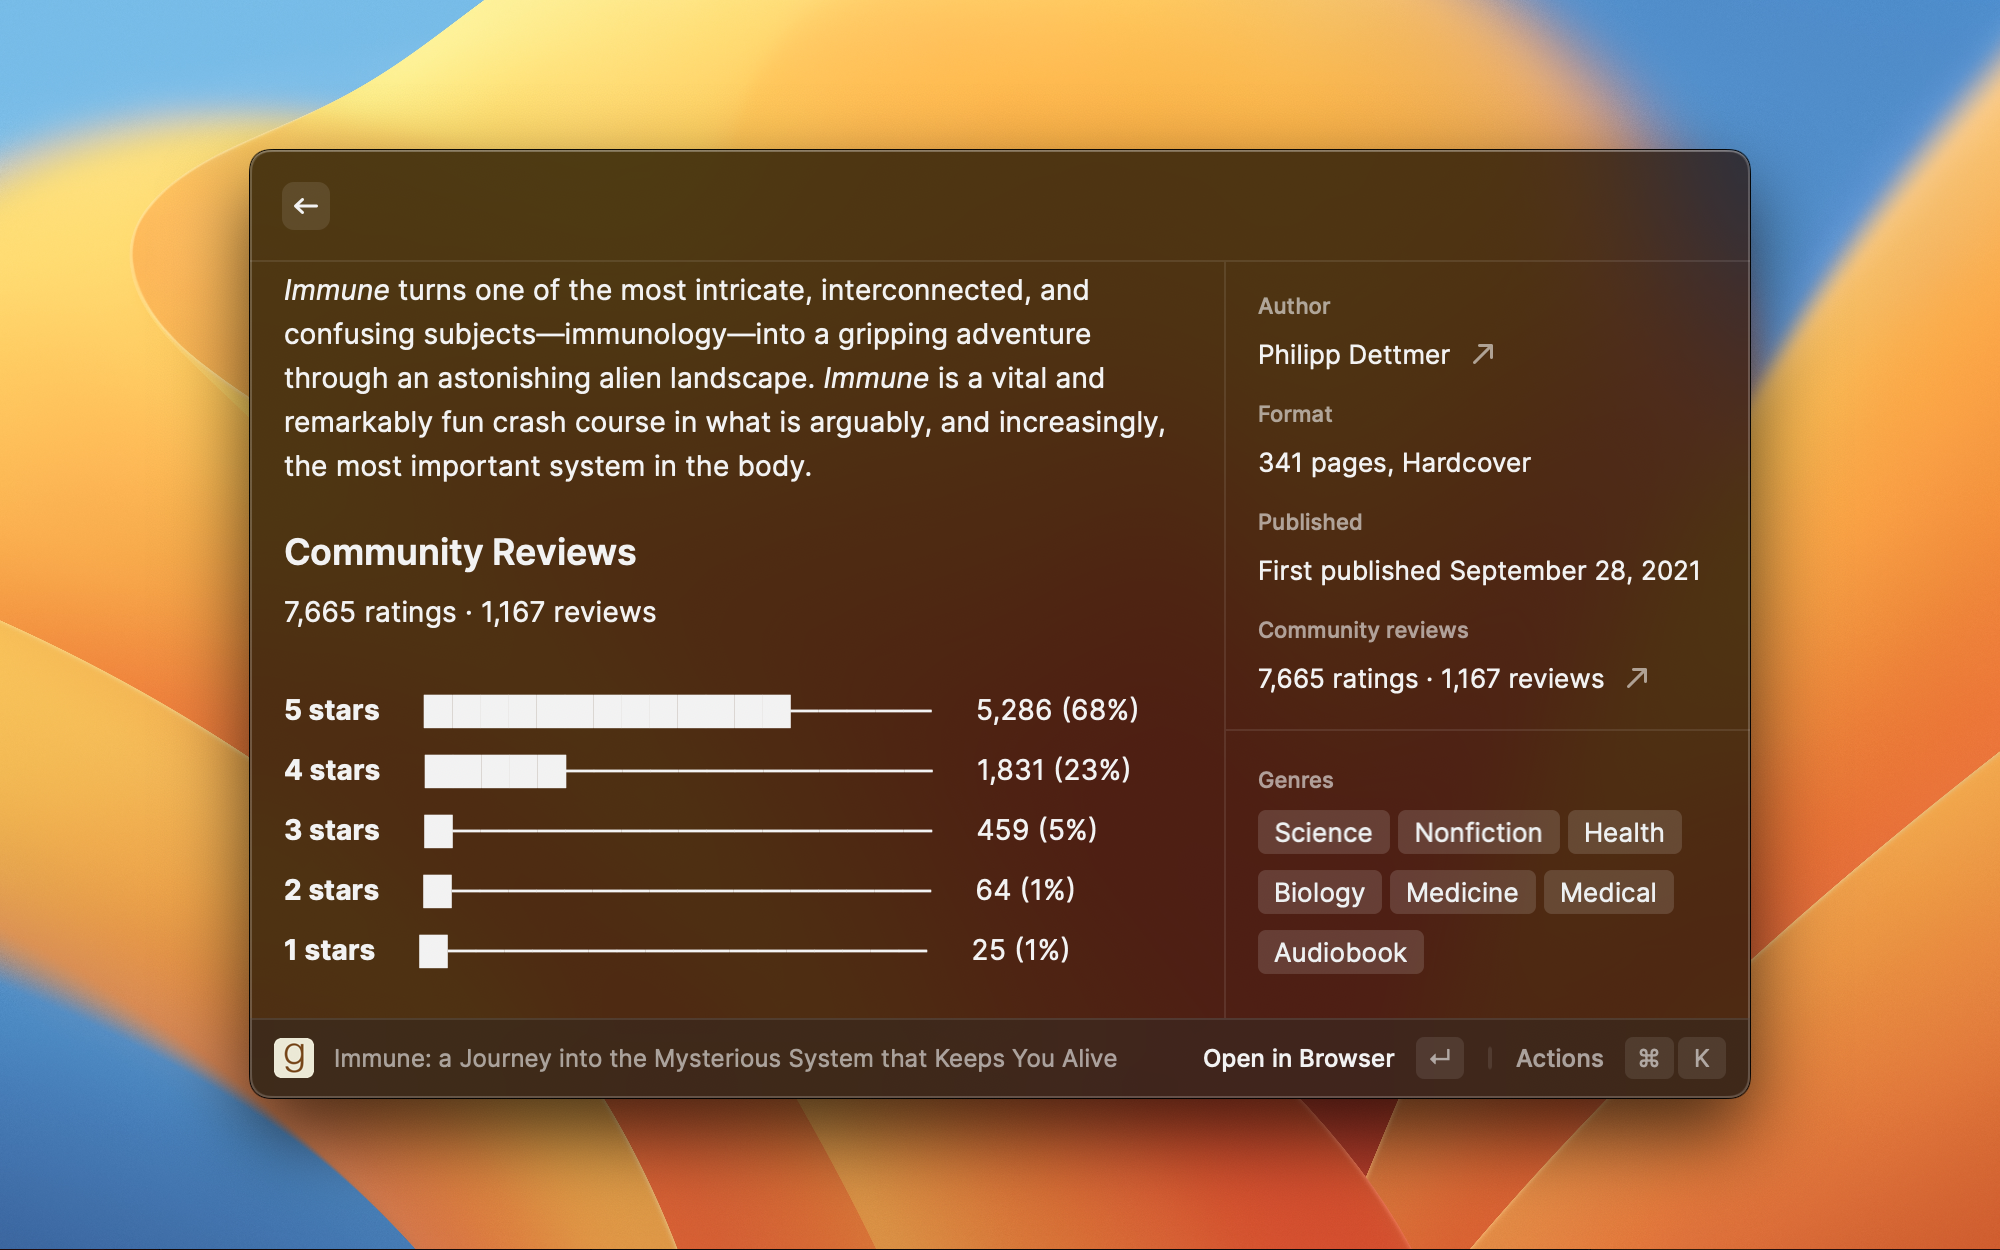 Immune turns one of the most intricate, interconnected, and
confusing subjects—immunology—into a gripping adventure
through an astonishing alien landscape. Immune is a vital and
remarkably fun crash course in what is arguably, and increasingly,
the most important system in the body.
Community Reviews
7,665 ratings · 1,167 reviews
5 stars 5,286 (68%)
4 stars 1,831 (23%)
3 stars 459 (5%)
2 stars 64 (1%)
1 stars 25 (1%)
Author
Philipp Dettmer
Format
341 pages, Hardcover
Published
First published September 28, 2021
Community reviews
7,665 ratings · 1,167 reviews
Genres
Science Nonfiction Health
Biology Medicine Medical
Audiobook
g Immune: a Journey into the Mysterious System that Keeps You Alive Open in Browser ↵ Actions ⌘ K